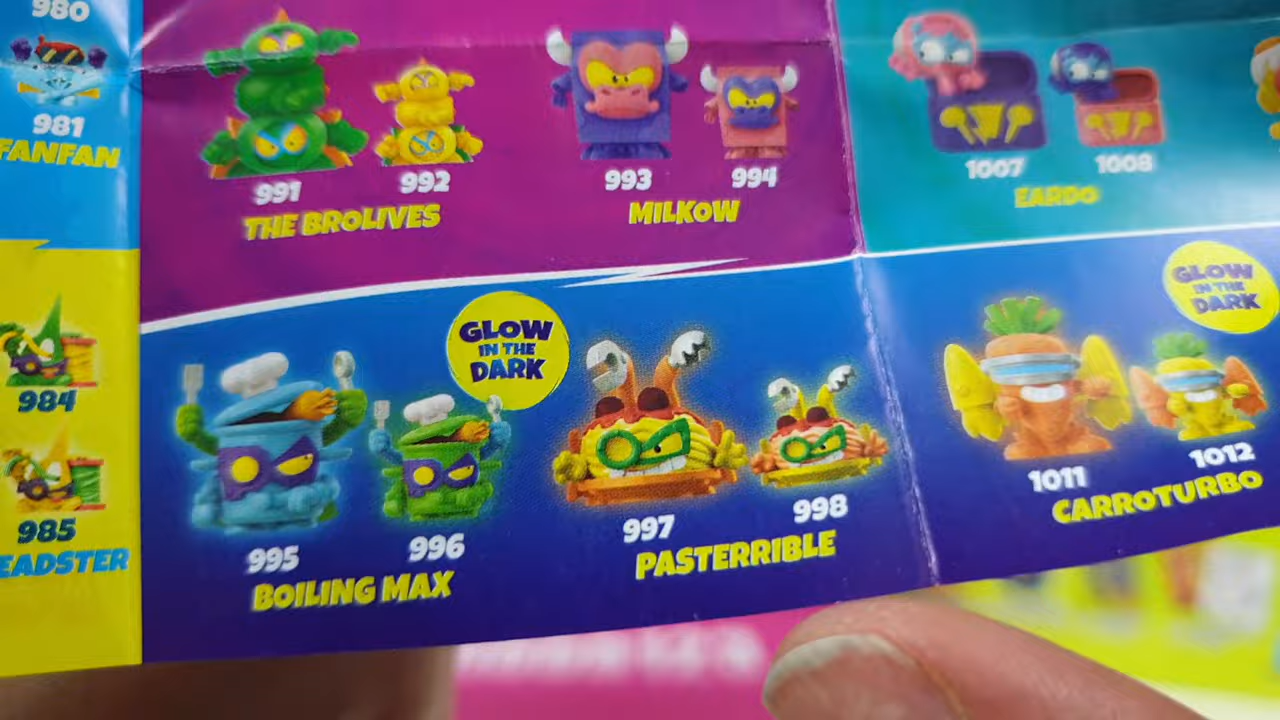 980
981
FANFAN
984
985
EADSTER
991
992
THE BROLIVES
993
994
MILKOW
1007
1008
EARDO
995
996
BOILING MAX
GLOW
IN THE
DARK
997
998
PASTERRIBLE
1011
1012
CARROTURBO
GLOW
IN THE
DARK